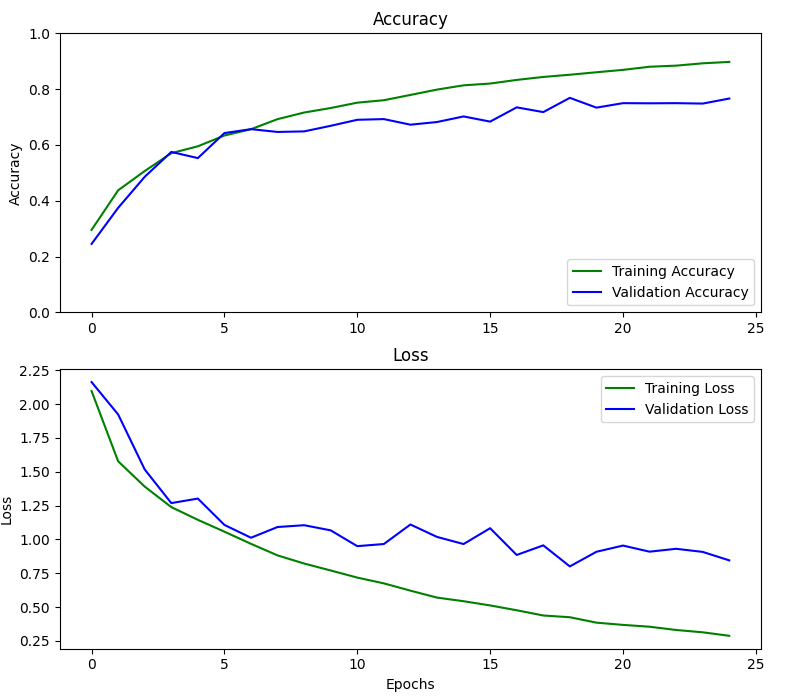 Accuracy
1.0
0.8
0.6
0.4
0.2
0.0
Accuracy
0 5 10 15 20 25
Training Accuracy
Validation Accuracy
Loss
2.25
2.00
1.75
1.50
1.25
1.00
0.75
0.50
0.25
Loss
0 5 10 15 20 25
Training Loss
Validation Loss
Epochs